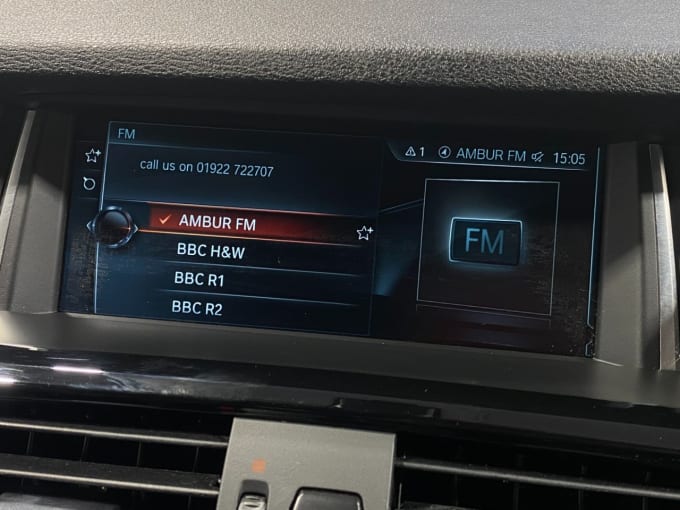 FM
1 AMBUR FM 15:05
call us on 01922 722707
AMBUR FM
BBC H&W
BBC R1
BBC R2
FM